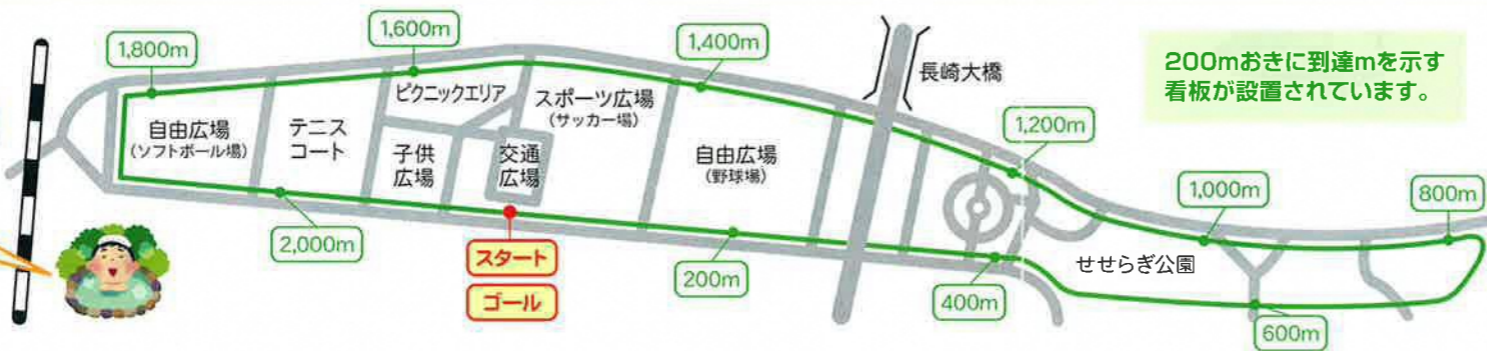 1,800m
1,600m
1,400m
長崎大橋
200mおきに到達mを示す
看板が設置されています。
ピクニックエリア
スポーツ広場
(サッカー場)
1,200m
自由広場
(ソフトボール場)
テニス
コート
子供
広場
交通
広場
自由広場
(野球場)
1,000m
800m
2,000m
スタート
ゴール
200m
400m
せせらぎ公園
600m